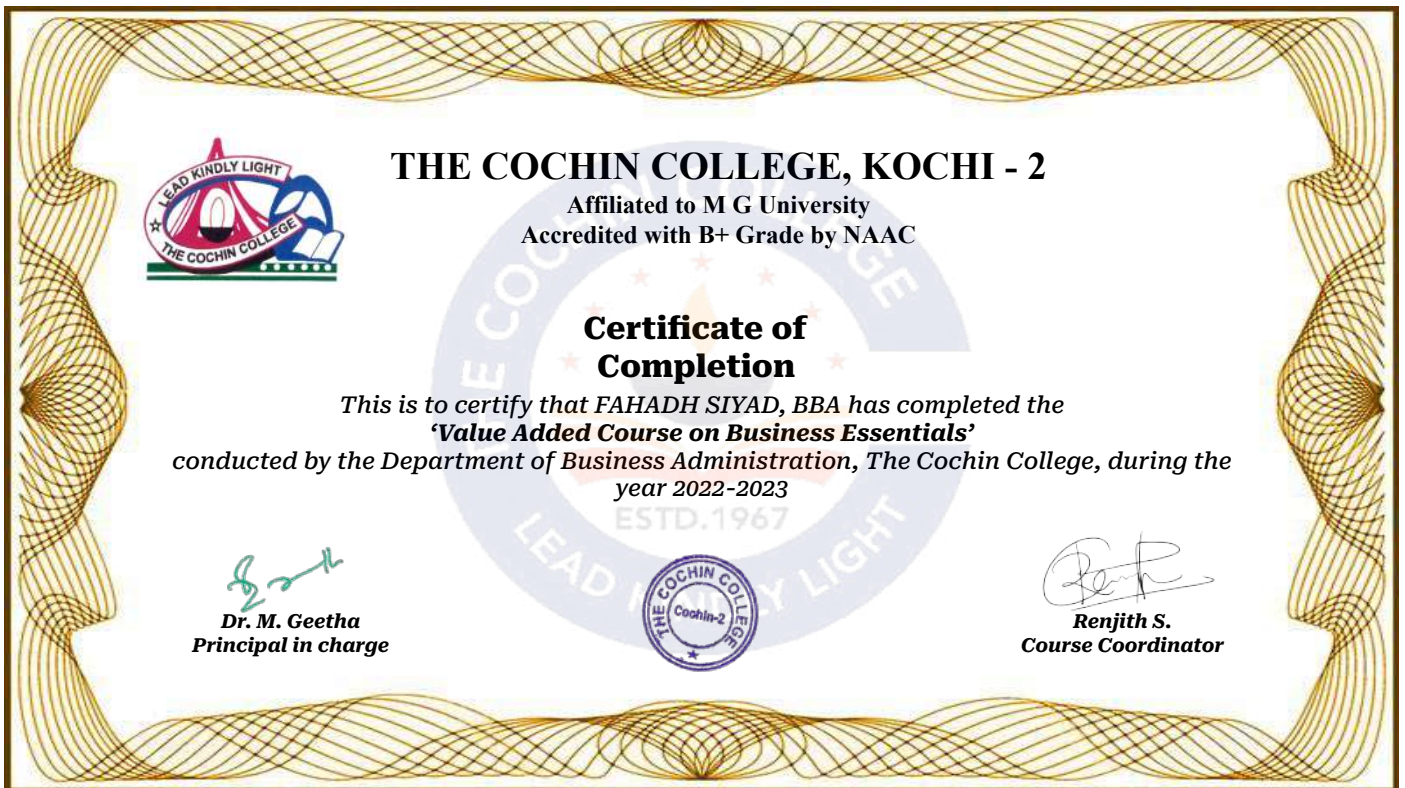 LEAD KINDLY LIGHT
THE COCHIN COLLEGE
THE COCHIN COLLEGE, KOCHI - 2
Affiliated to M G University
Accredited with B+ Grade by NAAC
THE COCHIN COLLEGE
Certificate of
Completion
This is to certify that FAHADH SIYAD, BBA has completed the
‘Value Added Course on Business Essentials’
conducted by the Department of Business Administration, The Cochin College, during the
year 2022-2023
ESTD.1967
LEAD KINDLY LIGHT
THE COCHIN COLLEGE
Cochin-2
Dr. M. Geetha
Principal in charge
Renjith S.
Course Coordinator